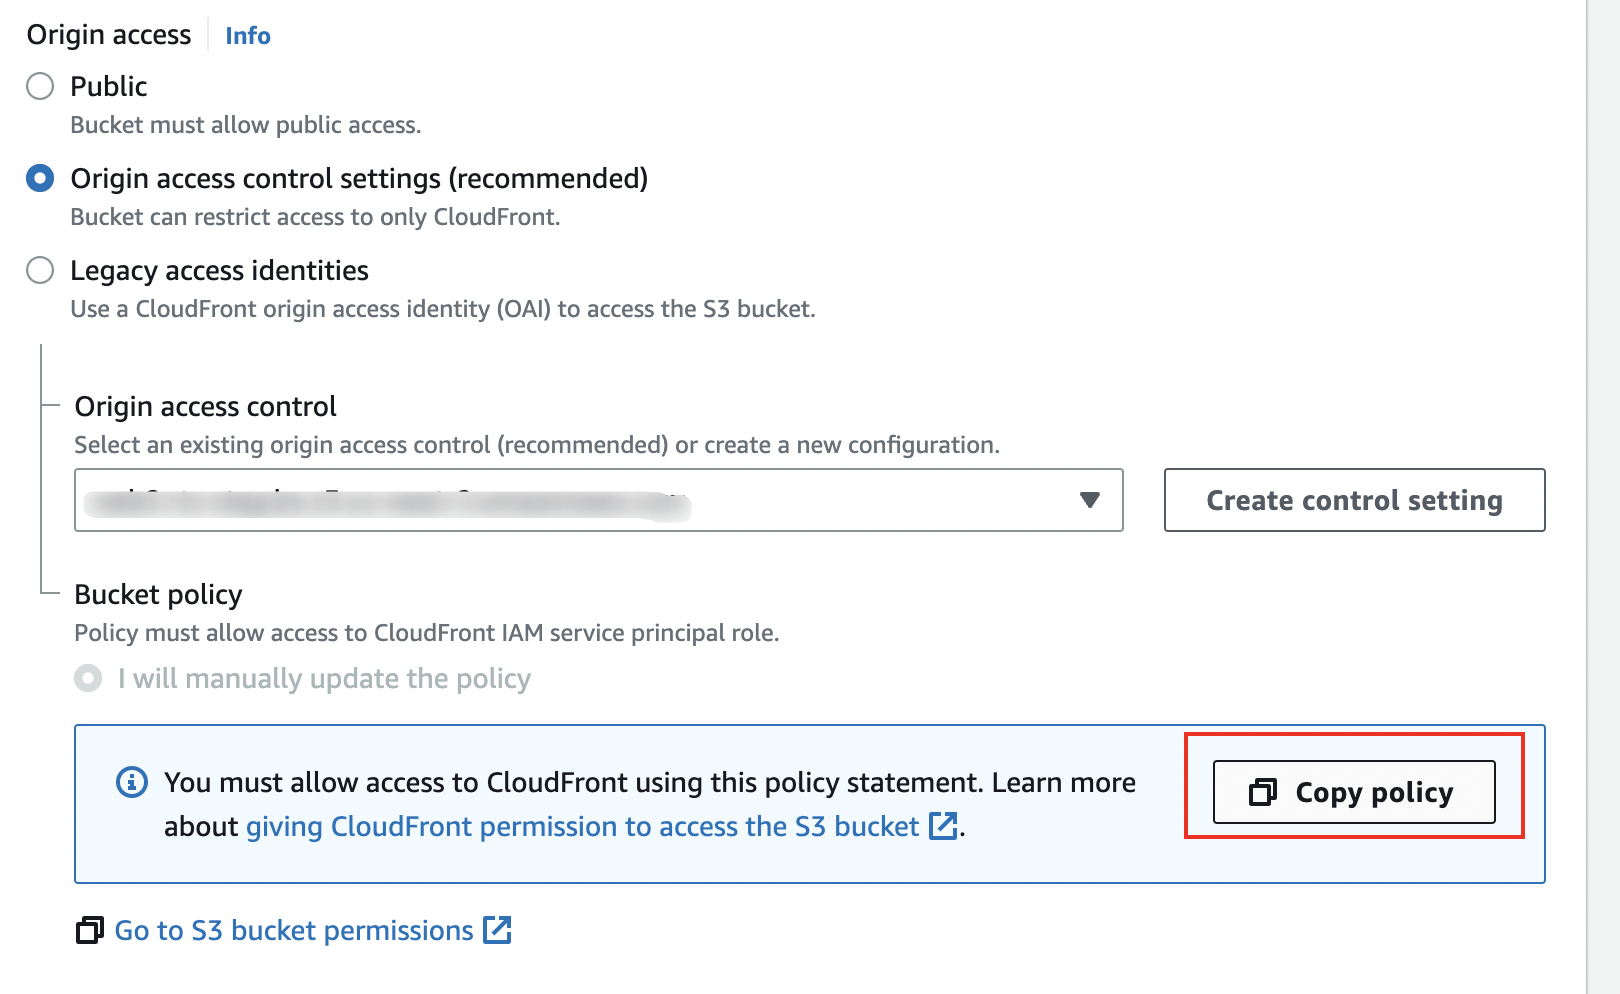 Origin access
Info
Public
Bucket must allow public access.
Origin access control settings (recommended)
Bucket can restrict access to only CloudFront.
Legacy access identities
Use a CloudFront origin access identity (OAI) to access the S3 bucket.
Origin access control
Select an existing origin access control (recommended) or create a new configuration.
Create control setting
Bucket policy
Policy must allow access to CloudFront IAM service principal role.
I will manually update the policy
You must allow access to CloudFront using this policy statement. Learn more
about giving CloudFront permission to access the S3 bucket.
Copy policy
Go to S3 bucket permissions